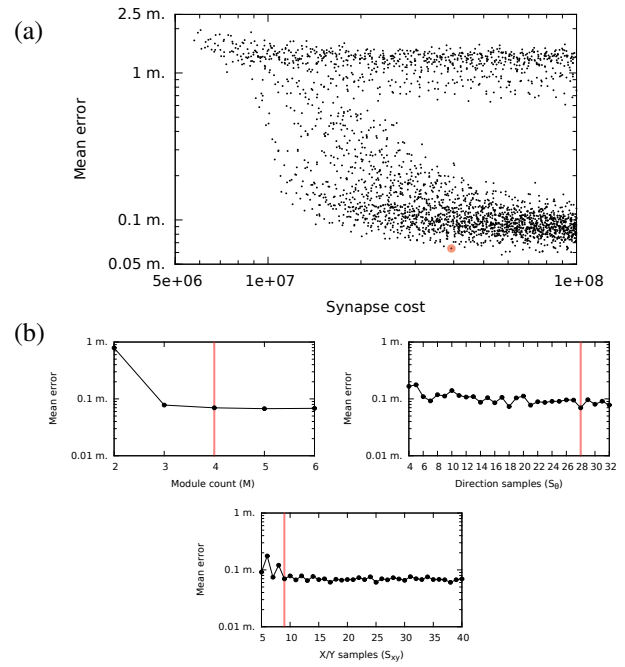 (a)
2.5 m.
1 m.
0.1 m.
0.05 m.
Mean error
5e+06 1e+07 1e+08
Synapse cost
(b)
1 m.
0.1 m.
0.01 m.
Mean error
2 3 4 5 6
Module count (M)
1 m.
0.1 m.
0.01 m.
Mean error
4 6 8 10 12 14 16 18 20 22 24 26 28 30 32
Direction samples (Sθ)
1 m.
0.1 m.
0.01 m.
Mean error
5 10 15 20 25 30 35 40
X/Y samples (Sxy)